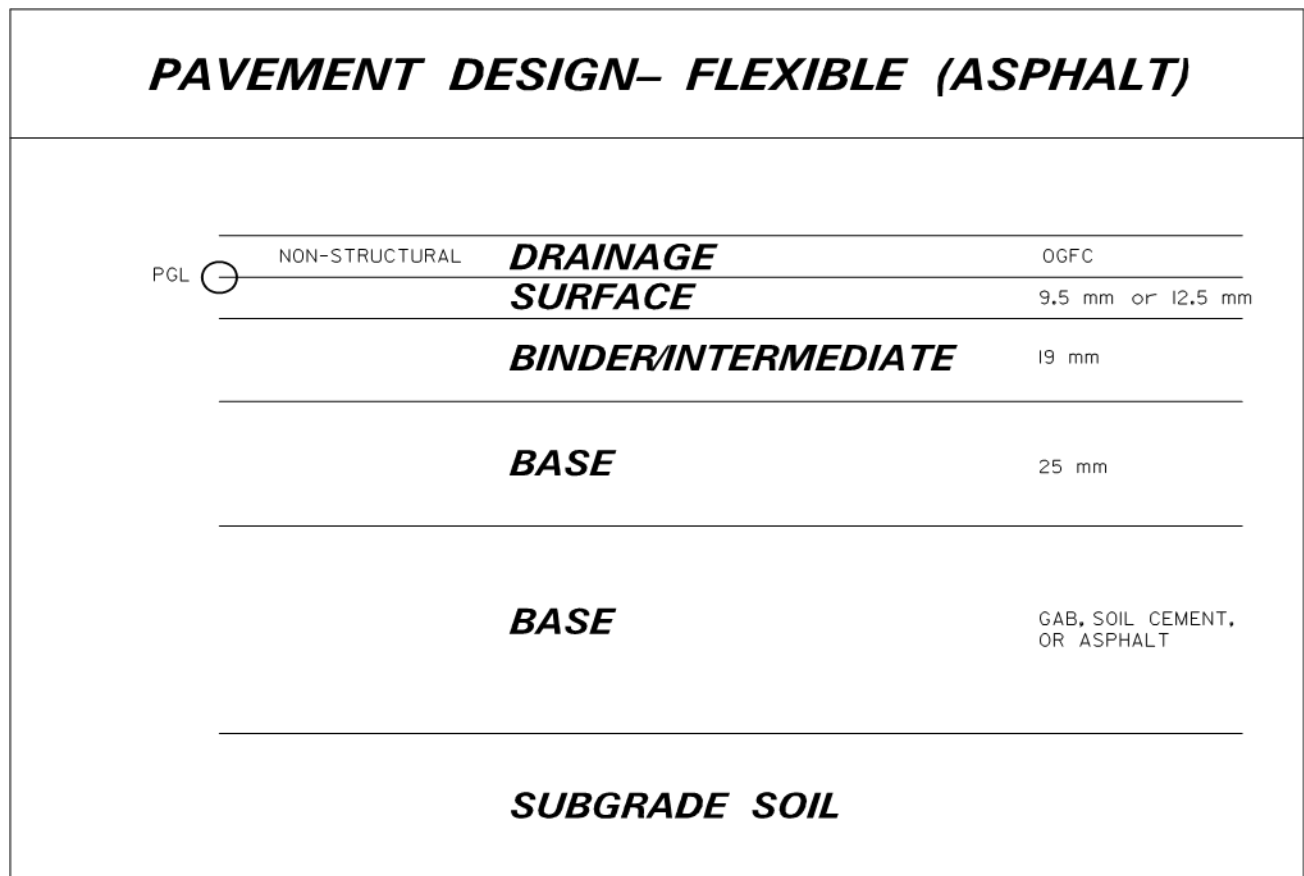 PAVEMENT DESIGN– FLEXIBLE (ASPHALT)
NON-STRUCTURAL DRAINAGE OGFC
PGL
SURFACE 9.5 mm or 12.5 mm
BINDER/INTERMEDIATE 19 mm
BASE 25 mm
BASE GAB, SOIL CEMENT,
OR ASPHALT
SUBGRADE SOIL